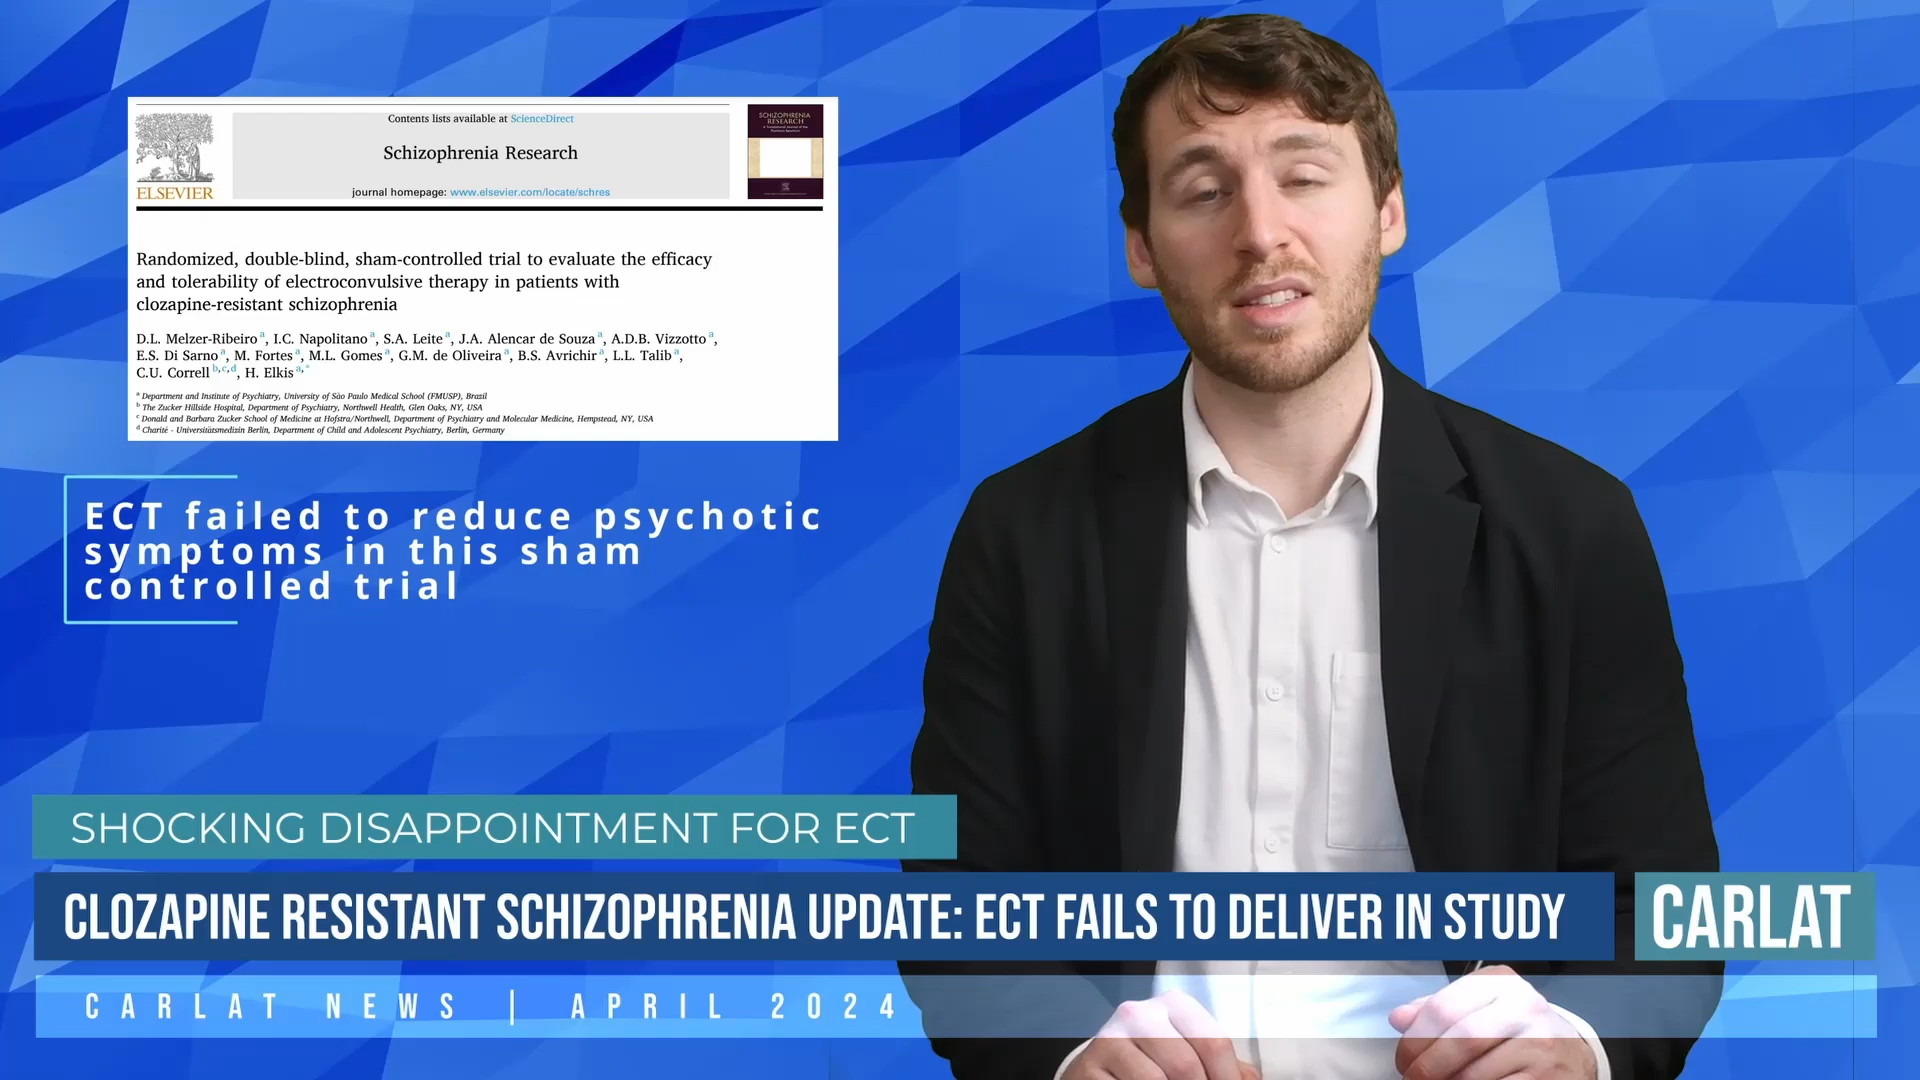 Contents lists available at ScienceDirect
Schizophrenia Research
journal homepage: www.elsevier.com/locate/schres
ELSEVIER
SCHIZOPHRENIA
RESEARCH
Randomized, double-blind, sham-controlled trial to evaluate the efficacy
and tolerability of electroconvulsive therapy in patients with
clozapine-resistant schizophrenia
D.L. Melzer-Ribeiro a, I.C. Napolitano a, S.A. Leite a, J.A. Alencar de Souza a, A.D.B. Vizzotto a,
E.S. Di Sarno a, M. Fortes a, M.L. Gomes a, G.M. de Oliveira a, B.S. Avrichir a, L.L. Talib a,
C.U. Correll b,c,d, H. Elkis a,*
a Department and Institute of Psychiatry, University of São Paulo Medical School (FMUSP), Brazil
b The Zucker Hillside Hospital, Department of Psychiatry, Northwell Health, Glen Oaks, NY, USA
c Donald and Barbara Zucker School of Medicine at Hofstra/Northwell, Department of Psychiatry and Molecular Medicine, Hempstead, NY, USA
d Charité - Universitätsmedizin Berlin, Department of Child and Adolescent Psychiatry, Berlin, Germany
ECT failed to reduce psychotic
symptoms in this sham
controlled trial
SHOCKING DISAPPOINTMENT FOR ECT
CLOZAPINE RESISTANT SCHIZOPHRENIA UPDATE: ECT FAILS TO DELIVER IN STUDY
CARLAT
CARLAT NEWS | APRIL 2024